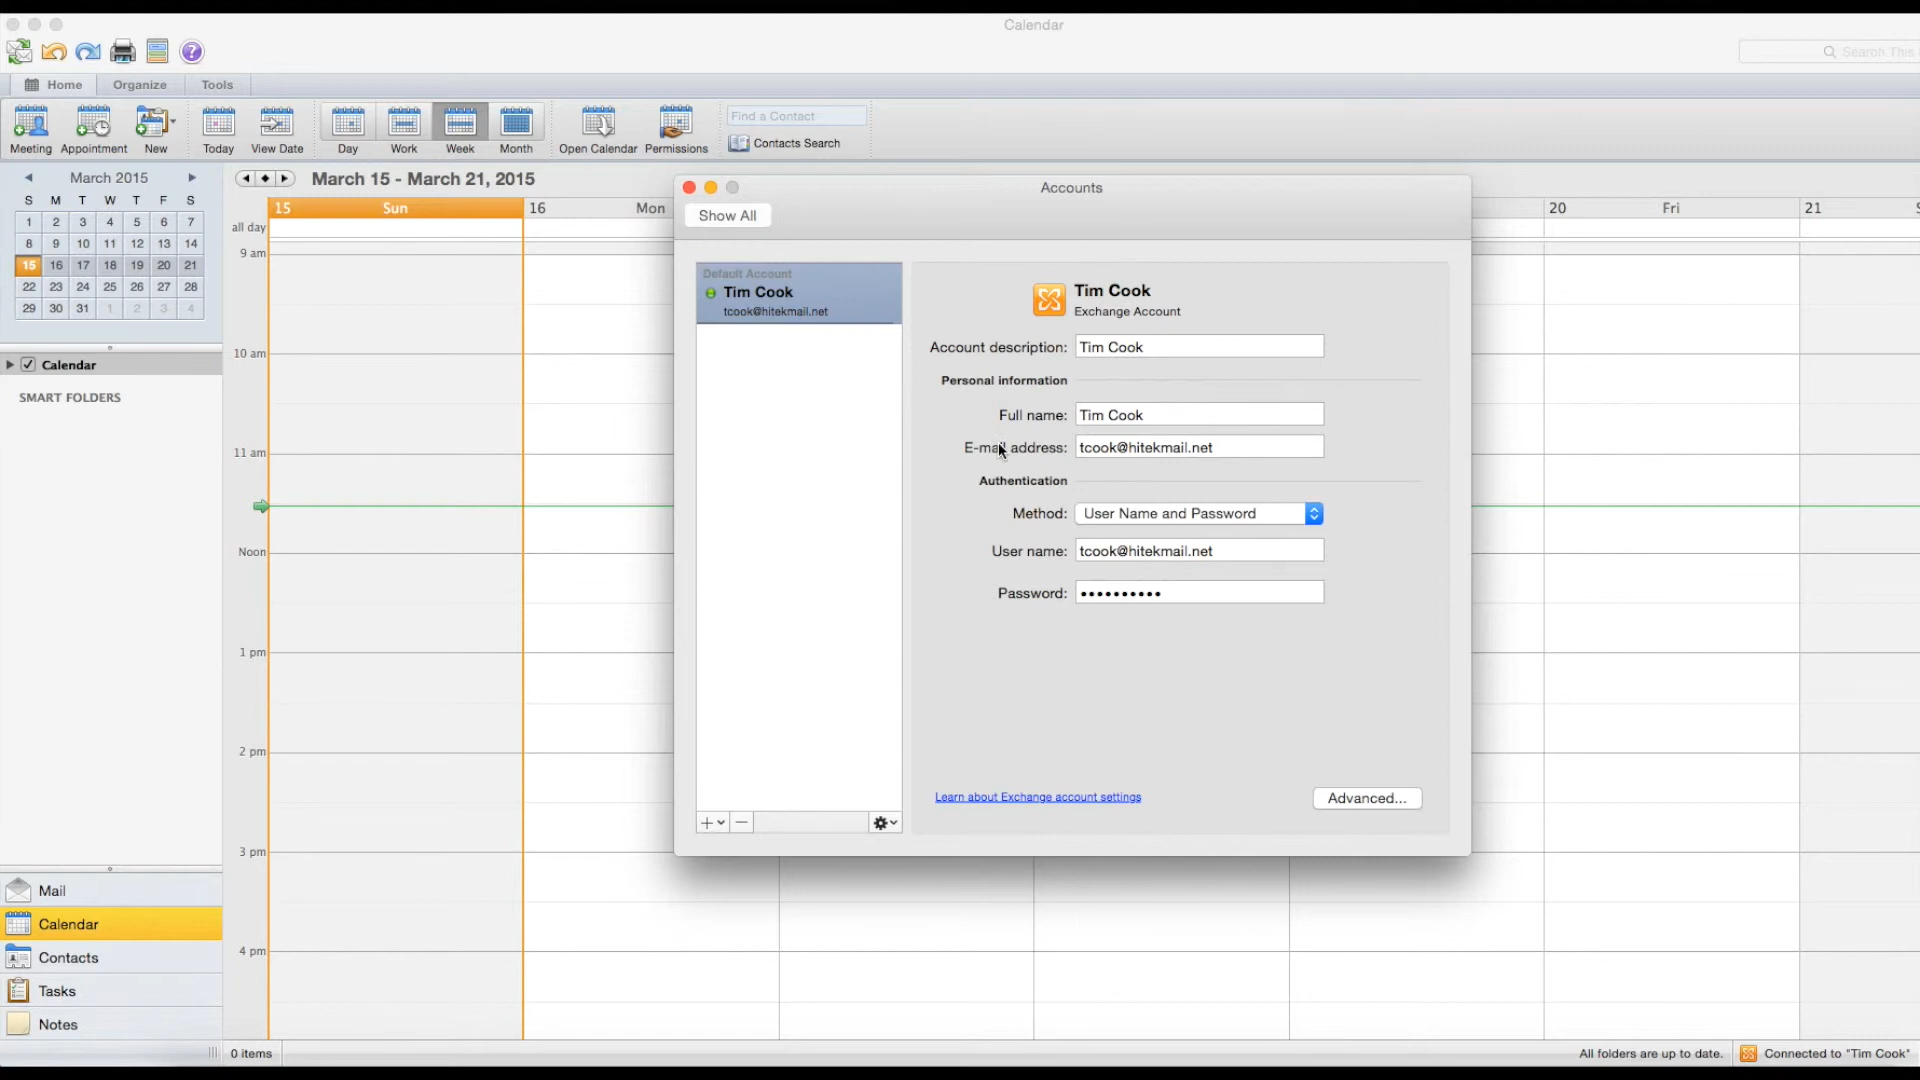 Calendar
Search This
Home Organize Tools
Meeting Appointment New Today View Date Day Work Week Month Open Calendar Permissions
Find a Contact
Contacts Search
March 2015
S M T W T F S
1 2 3 4 5 6 7
8 9 10 11 12 13 14
15 16 17 18 19 20 21
22 23 24 25 26 27 28
29 30 31 1 2 3 4
Calendar
SMART FOLDERS
Mail
Calendar
Contacts
Tasks
Notes
March 15 - March 21, 2015
15 Sun 16 Mon 20 Fri 21 S
all day
9 am
10 am
11 am
Noon
1 pm
2 pm
3 pm
4 pm
Accounts
Show All
Default Account
Tim Cook
tcook@hitekmail.net
Tim Cook
Exchange Account
Account description: Tim Cook
Personal information
Full name: Tim Cook
E-mail address: tcook@hitekmail.net
Authentication
Method: User Name and Password
User name: tcook@hitekmail.net
Password: ••••••••••
Learn about Exchange account settings
Advanced...
0 items
All folders are up to date. Connected to "Tim Cook"